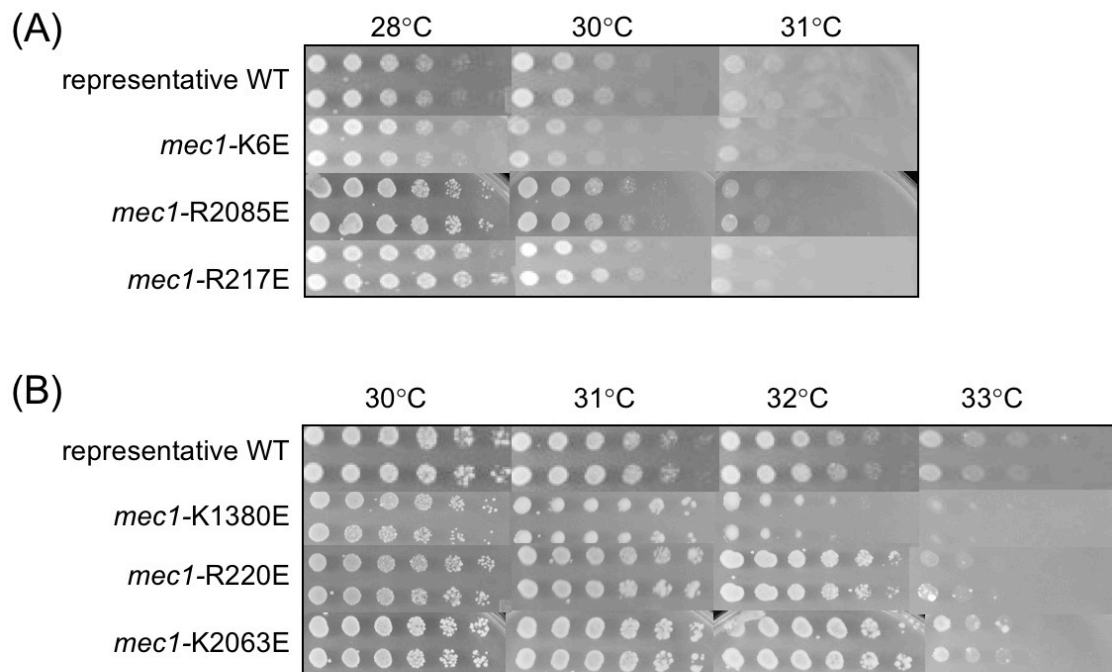 (A)
28°C 30°C 31°C
representative WT
mec1-K6E
mec1-R2085E
mec1-R217E
(B)
30°C 31°C 32°C 33°C
representative WT
mec1-K1380E
mec1-R220E
mec1-K2063E